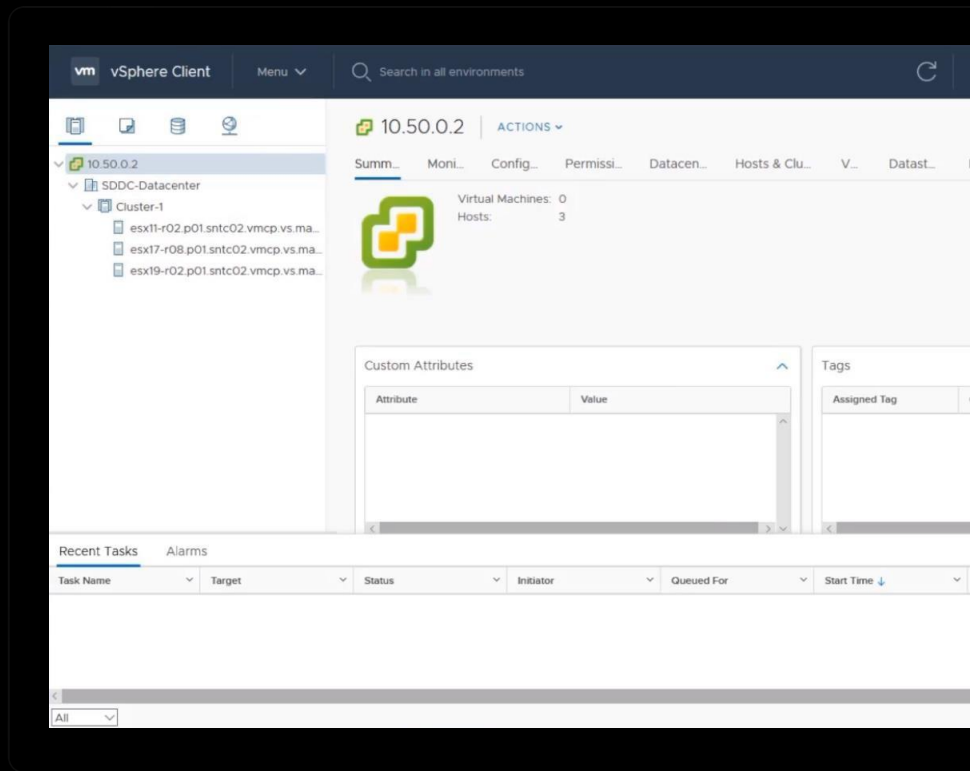 vm vSphere Client Menu Search in all environments
10.50.0.2 ACTIONS
Summ... Moni... Config... Permissi... Datacen... Hosts & Clu... V... Datast...
10.50.0.2
SDDC-Datacenter
Cluster-1
esx11-r02.p01.sntc02.vmcp.vs.ma...
esx17-r08.p01.sntc02.vmcp.vs.ma...
esx19-r02.p01.sntc02.vmcp.vs.ma...
Virtual Machines: 0
Hosts: 3
Custom Attributes
Attribute Value
Tags
Assigned Tag
Recent Tasks Alarms
Task Name Target Status Initiator Queued For Start Time
All